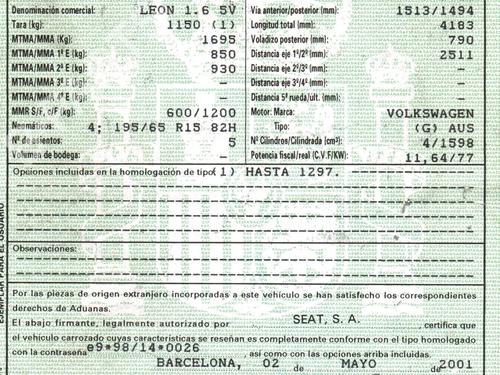 Denominación comercial: LEON 1.6 5V
Tara (kg) 1150 (1)
MTMA/MMA (Kg): 1695
MTMA/MMA 1º E (kg): 850
MTMA/MMA 2º E (kg): 930
MTMA/MMA 3º E (kg): —
MTMA/MMA 4º E (kg): —
MMR S/F, c/F (kg): 600/1200
Neomáticos: 4; 195/65 R15 82H
Nº de asientos: 5
Volumen de bodega: —
Via anterior/posterior (mm): 1513/1494
Longitud total (mm): 4183
Voladizo posterior (mm): 790
Distancia eje 1º/2º (mm): 2511
Distancia eje 2º/3º (mm): —
Distancia eje 3º/4º (mm): —
Distancia 5ª rueda/ult. (mm): —
Motor: Marca: VOLKSWAGEN
Tipo: (G) AUS
Nº Cilindros/Cilindrada (cm³): 4/1598
Potencia fiscal/real (C.V.F/KW): 11,64/77
Opciones incluidas en la homologación de tipo: 1) HASTA 1297.
Observaciones:
Por las piezas de origen extranjero incorporadas a este vehículo se han satisfecho los correspondientes
derechos de Aduanas.
El abajo firmante, legalmente autorizado por SEAT, S.A. , certifica que
el vehículo carrozado cuyas características se reseñan es completamente conforme con el tipo homologado
con la contraseña e9*98/14*0026 , así como con las opciones arriba incluidas.
BARCELONA, 02 de MAYO de 2001
EJEMPLAR PARA EL USUARIO